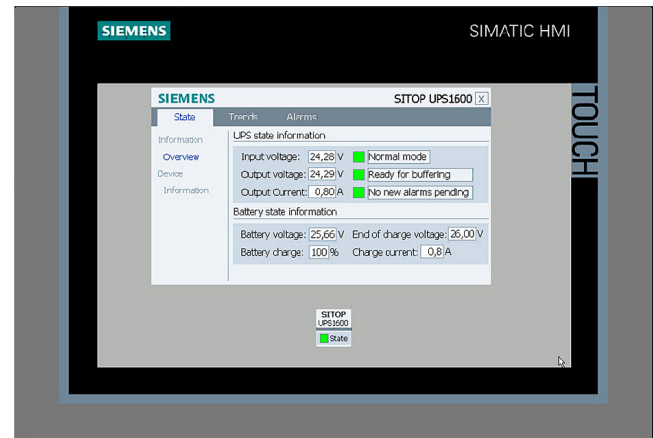 SIEMENS
SIMATIC HMI
TOUCH
SIEMENS SITOP UPS1600 X
State Trends Alarms
Information
Overview
Device
Information
UPS state information
Input voltage: 24,28 V Normal mode
Output voltage: 24,29 V Ready for buffering
Output Current: 0,80 A No new alarms pending
Battery state information
Battery voltage: 25,66 V End of charge voltage: 26,00 V
Battery charge: 100 % Charge current: 0,8 A
SITOP
UPS1600
State